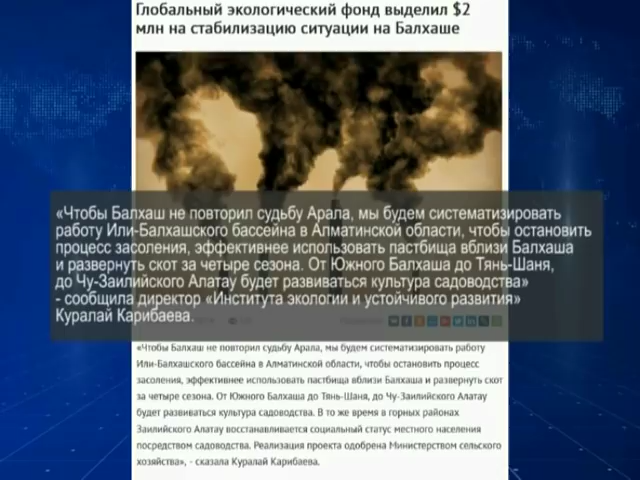 Глобальный экологический фонд выделил $2
млн на стабилизацию ситуации на Балхаше
«Чтобы Балхаш не повторил судьбу Арала, мы будем систематизировать
работу Или-Балхашского бассейна в Алматинской области, чтобы остановить
процесс засоления, эффективнее использовать пастбища вблизи Балхаша
и развернуть скот за четыре сезона. От Южного Балхаша до Тянь-Шаня,
до Чу-Заилийского Алатау будет развиваться культура садоводства»
- сообщила директор «Института экологии и устойчивого развития»
Куралай Карибаева.
«Чтобы Балхаш не повторил судьбу Арала, мы будем систематизировать работу
Или-Балхашского бассейна в Алматинской области, чтобы остановить процесс
засоления, эффективнее использовать пастбища вблизи Балхаша и развернуть скот
за четыре сезона. От Южного Балхаша до Тянь-Шаня, до Чу-Заилийского Алатау
будет развиваться культура садоводства. В то же время в горных районах
Заилийского Алатау восстанавливается социальный статус местного населения
посредством садоводства. Реализация проекта одобрена Министерством сельского
хозяйства», - сказала Куралай Карибаева.